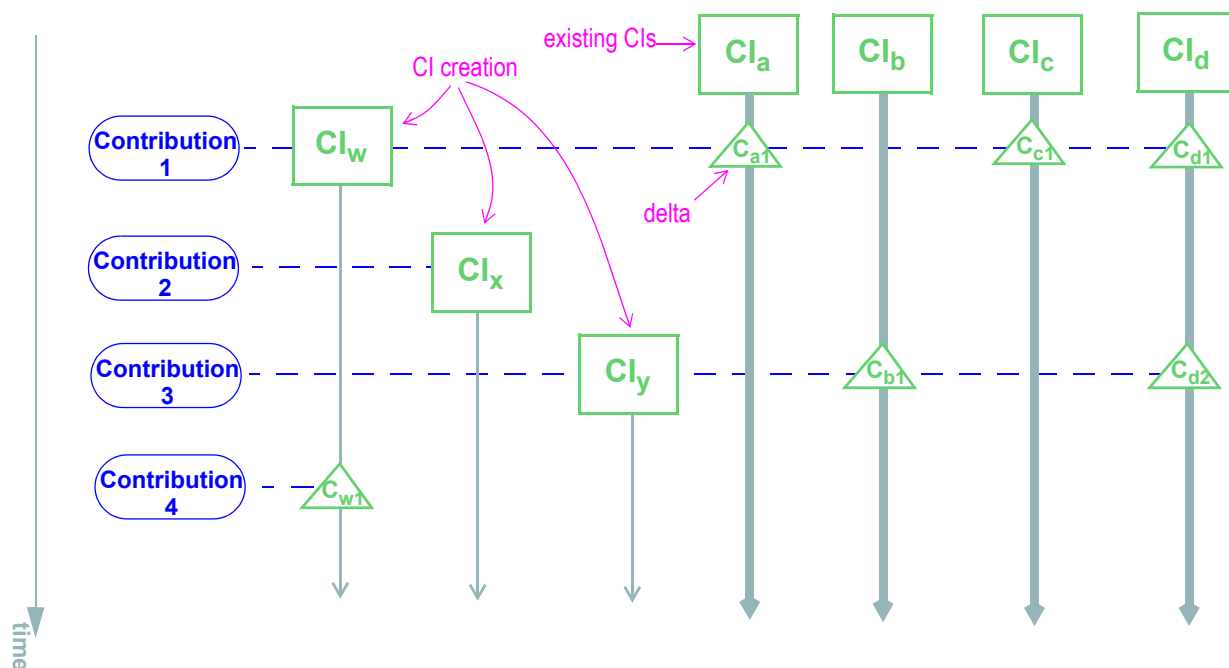 existing CIs
CIa
CIb
CIc
CId
CI creation
Contribution
1
CIw
Ca1
Cc1
Cd1
delta
Contribution
2
CIx
Contribution
3
CIy
Cb1
Cd2
Contribution
4
Cw1
time